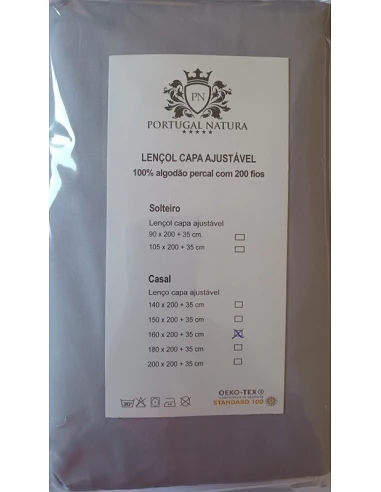 PN
PORTUGAL NATURA
★★★★★
LENÇOL CAPA AJUSTÁVEL
100% algodão percal com 200 fios
Solteiro
Lençol capa ajustável
90 x 200 + 35 cm.
105 x 200 + 35 cm
Casal
Lenço capa ajustável
140 x 200 + 35 cm
150 x 200 + 35 cm
160 x 200 + 35 cm
180 x 200 + 35 cm
200 x 200 + 35 cm
OEKO-TEX®
STANDARD 100